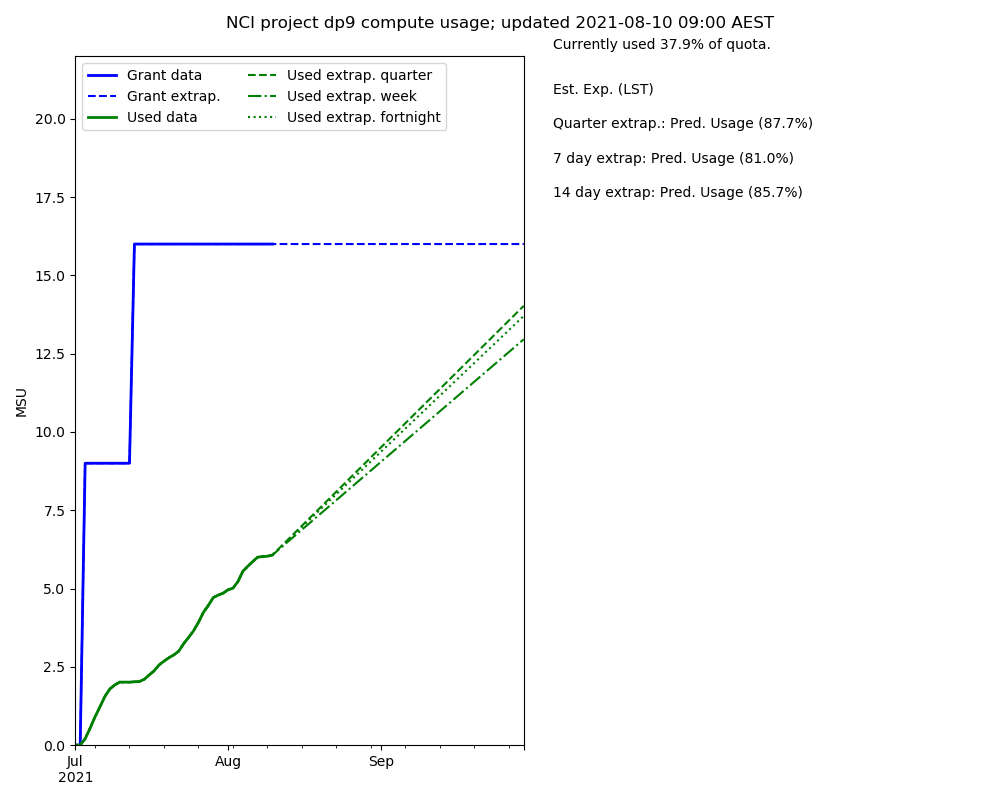 NCI project dp9 compute usage; updated 2021-08-10 09:00 AEST
Currently used 37.9% of quota.
Est. Exp. (LST)
Quarter extrap.: Pred. Usage (87.7%)
7 day extrap: Pred. Usage (81.0%)
14 day extrap: Pred. Usage (85.7%)
Grant data
Grant extrap.
Used data
Used extrap. quarter
Used extrap. week
Used extrap. fortnight
MSU
20.0
17.5
15.0
12.5
10.0
7.5
5.0
2.5
0.0
Jul
2021
Aug
Sep